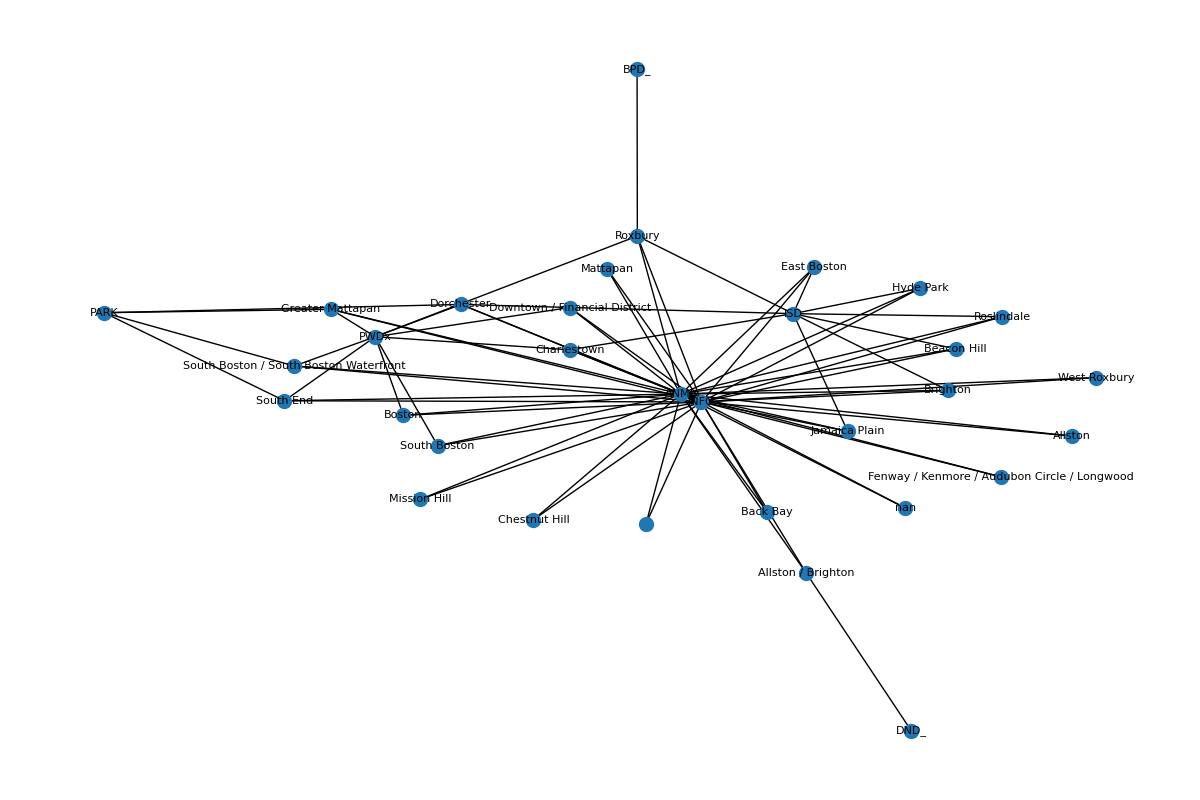 BPD_
Roxbury
Mattapan
East Boston
Hyde Park
PARK
Greater Mattapan
Dorchester
Downtown / Financial District
ISD
Roslindale
PWDx
Charlestown
Beacon Hill
South Boston / South Boston Waterfront
West Roxbury
Brighton
South End
Boston
Jamaica Plain
Allston
South Boston
Fenway / Kenmore / Audubon Circle / Longwood
Mission Hill
nan
Back Bay
Chestnut Hill
Allston / Brighton
DND_